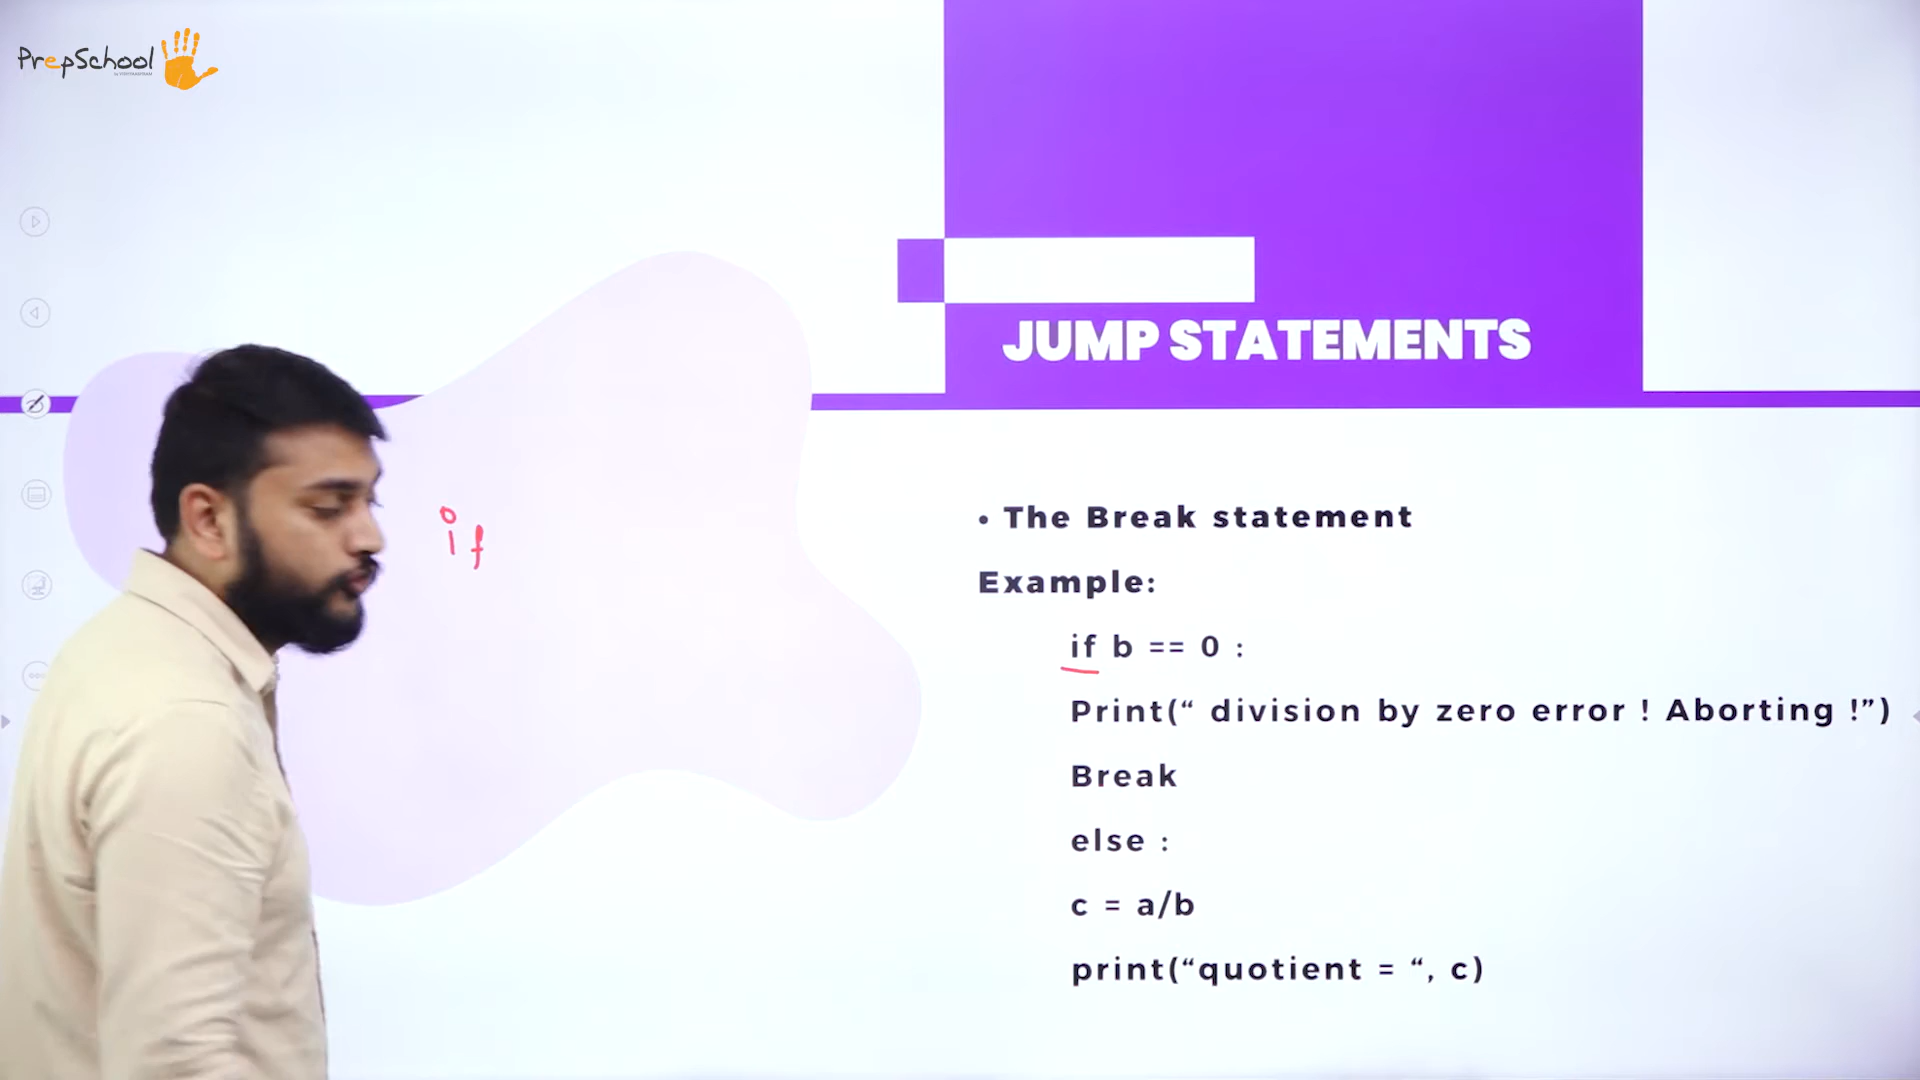 PrepSchool
JUMP STATEMENTS
if
• The Break statement
Example:
if b == 0 :
Print(“ division by zero error ! Aborting !”)
Break
else :
c = a/b
print(“quotient = “, c)